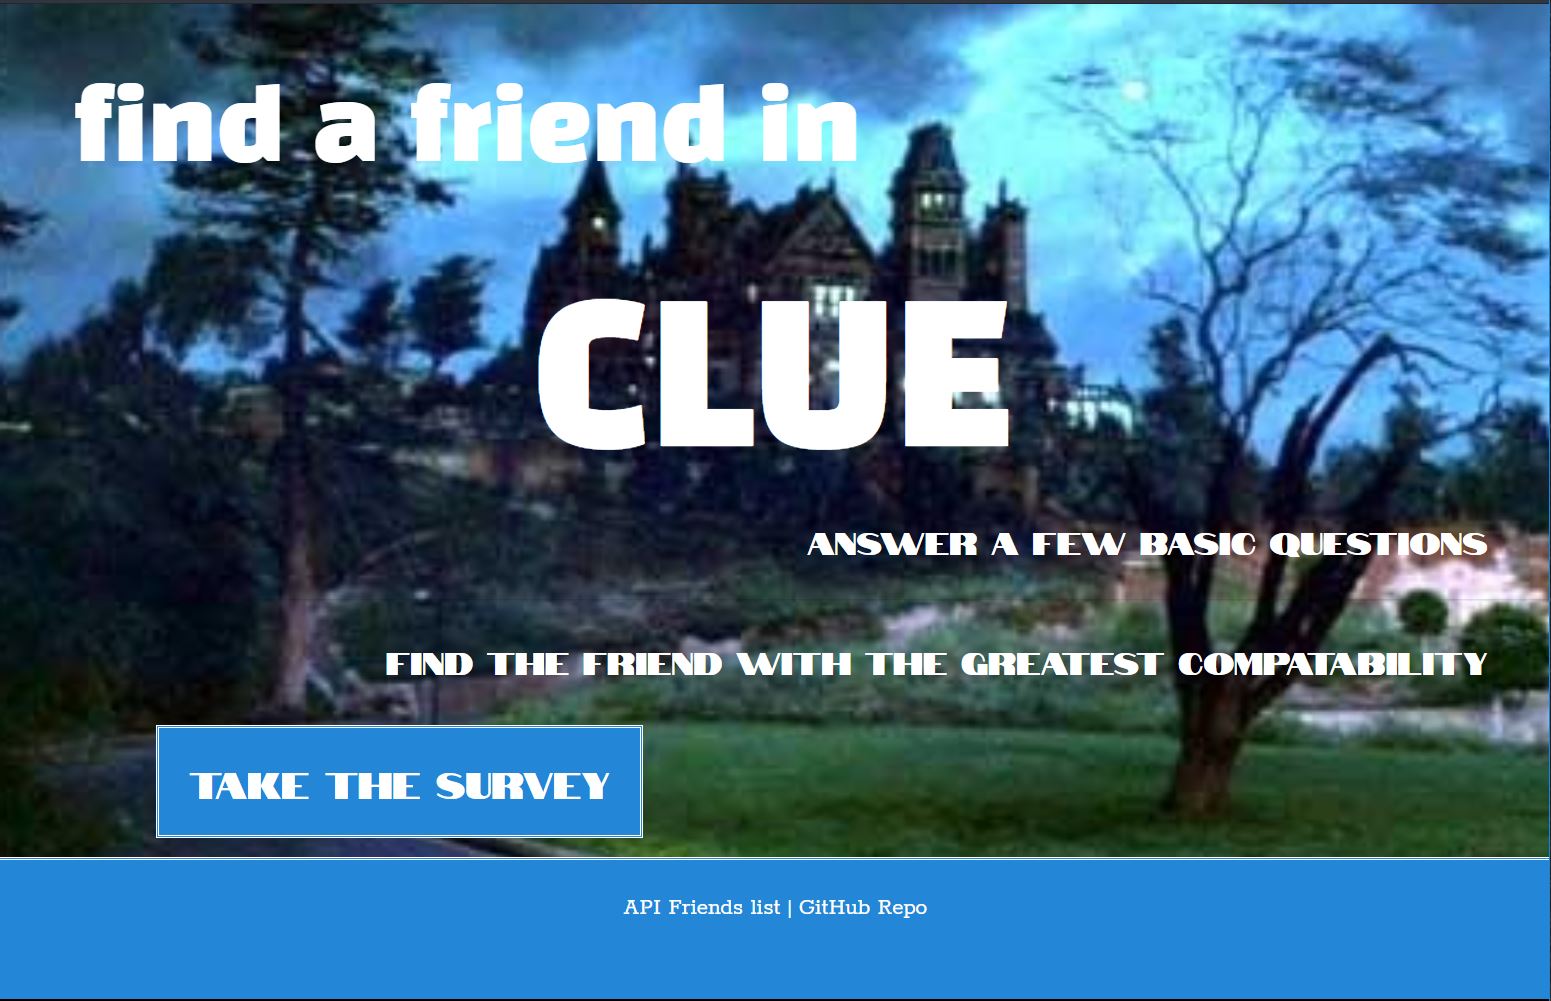 find a friend in
CLUE
ANSWER A FEW BASIC QUESTIONS
FIND THE FRIEND WITH THE GREATEST COMPATABILITY
TAKE THE SURVEY
API Friends list | GitHub Repo